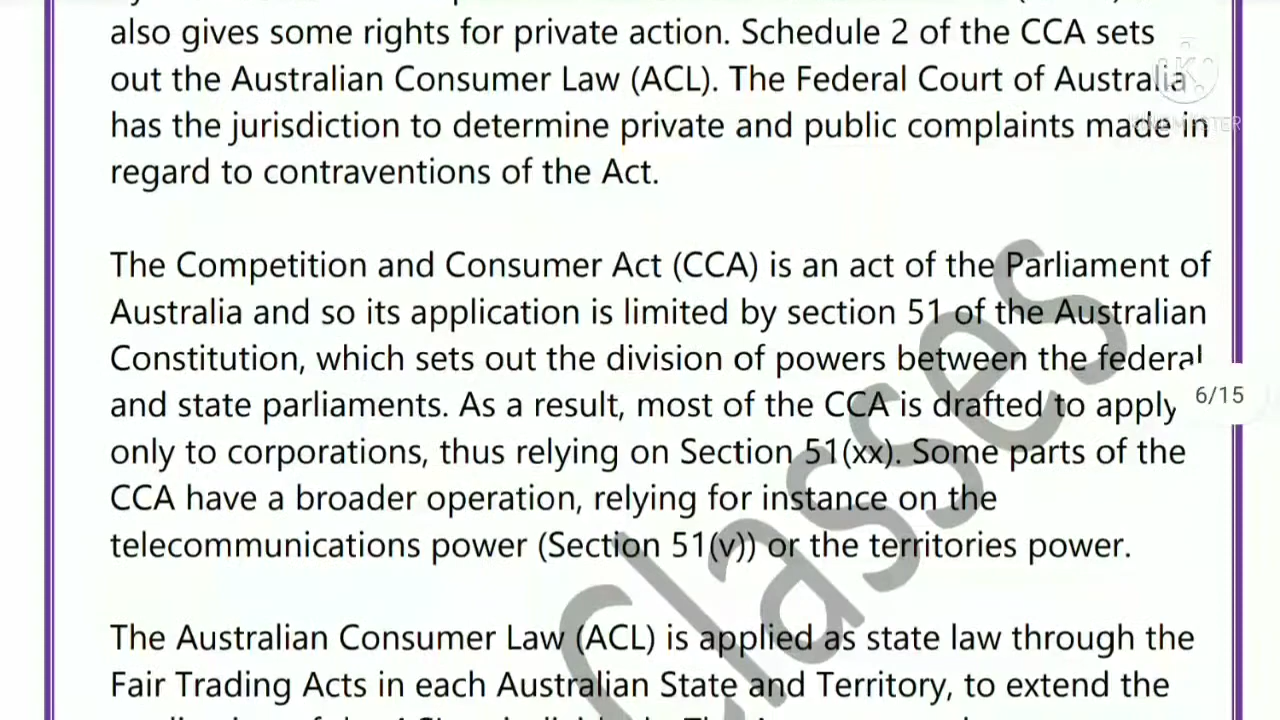 also gives some rights for private action. Schedule 2 of the CCA sets
out the Australian Consumer Law (ACL). The Federal Court of Australia
has the jurisdiction to determine private and public complaints made in
regard to contraventions of the Act.
The Competition and Consumer Act (CCA) is an act of the Parliament of
Australia and so its application is limited by section 51 of the Australian
Constitution, which sets out the division of powers between the federal
and state parliaments. As a result, most of the CCA is drafted to apply
6/15
only to corporations, thus relying on Section 51(xx). Some parts of the
CCA have a broader operation, relying for instance on the
telecommunications power (Section 51(v)) or the territories power.
The Australian Consumer Law (ACL) is applied as state law through the
Fair Trading Acts in each Australian State and Territory, to extend the
Classes
K
KINEMASTER